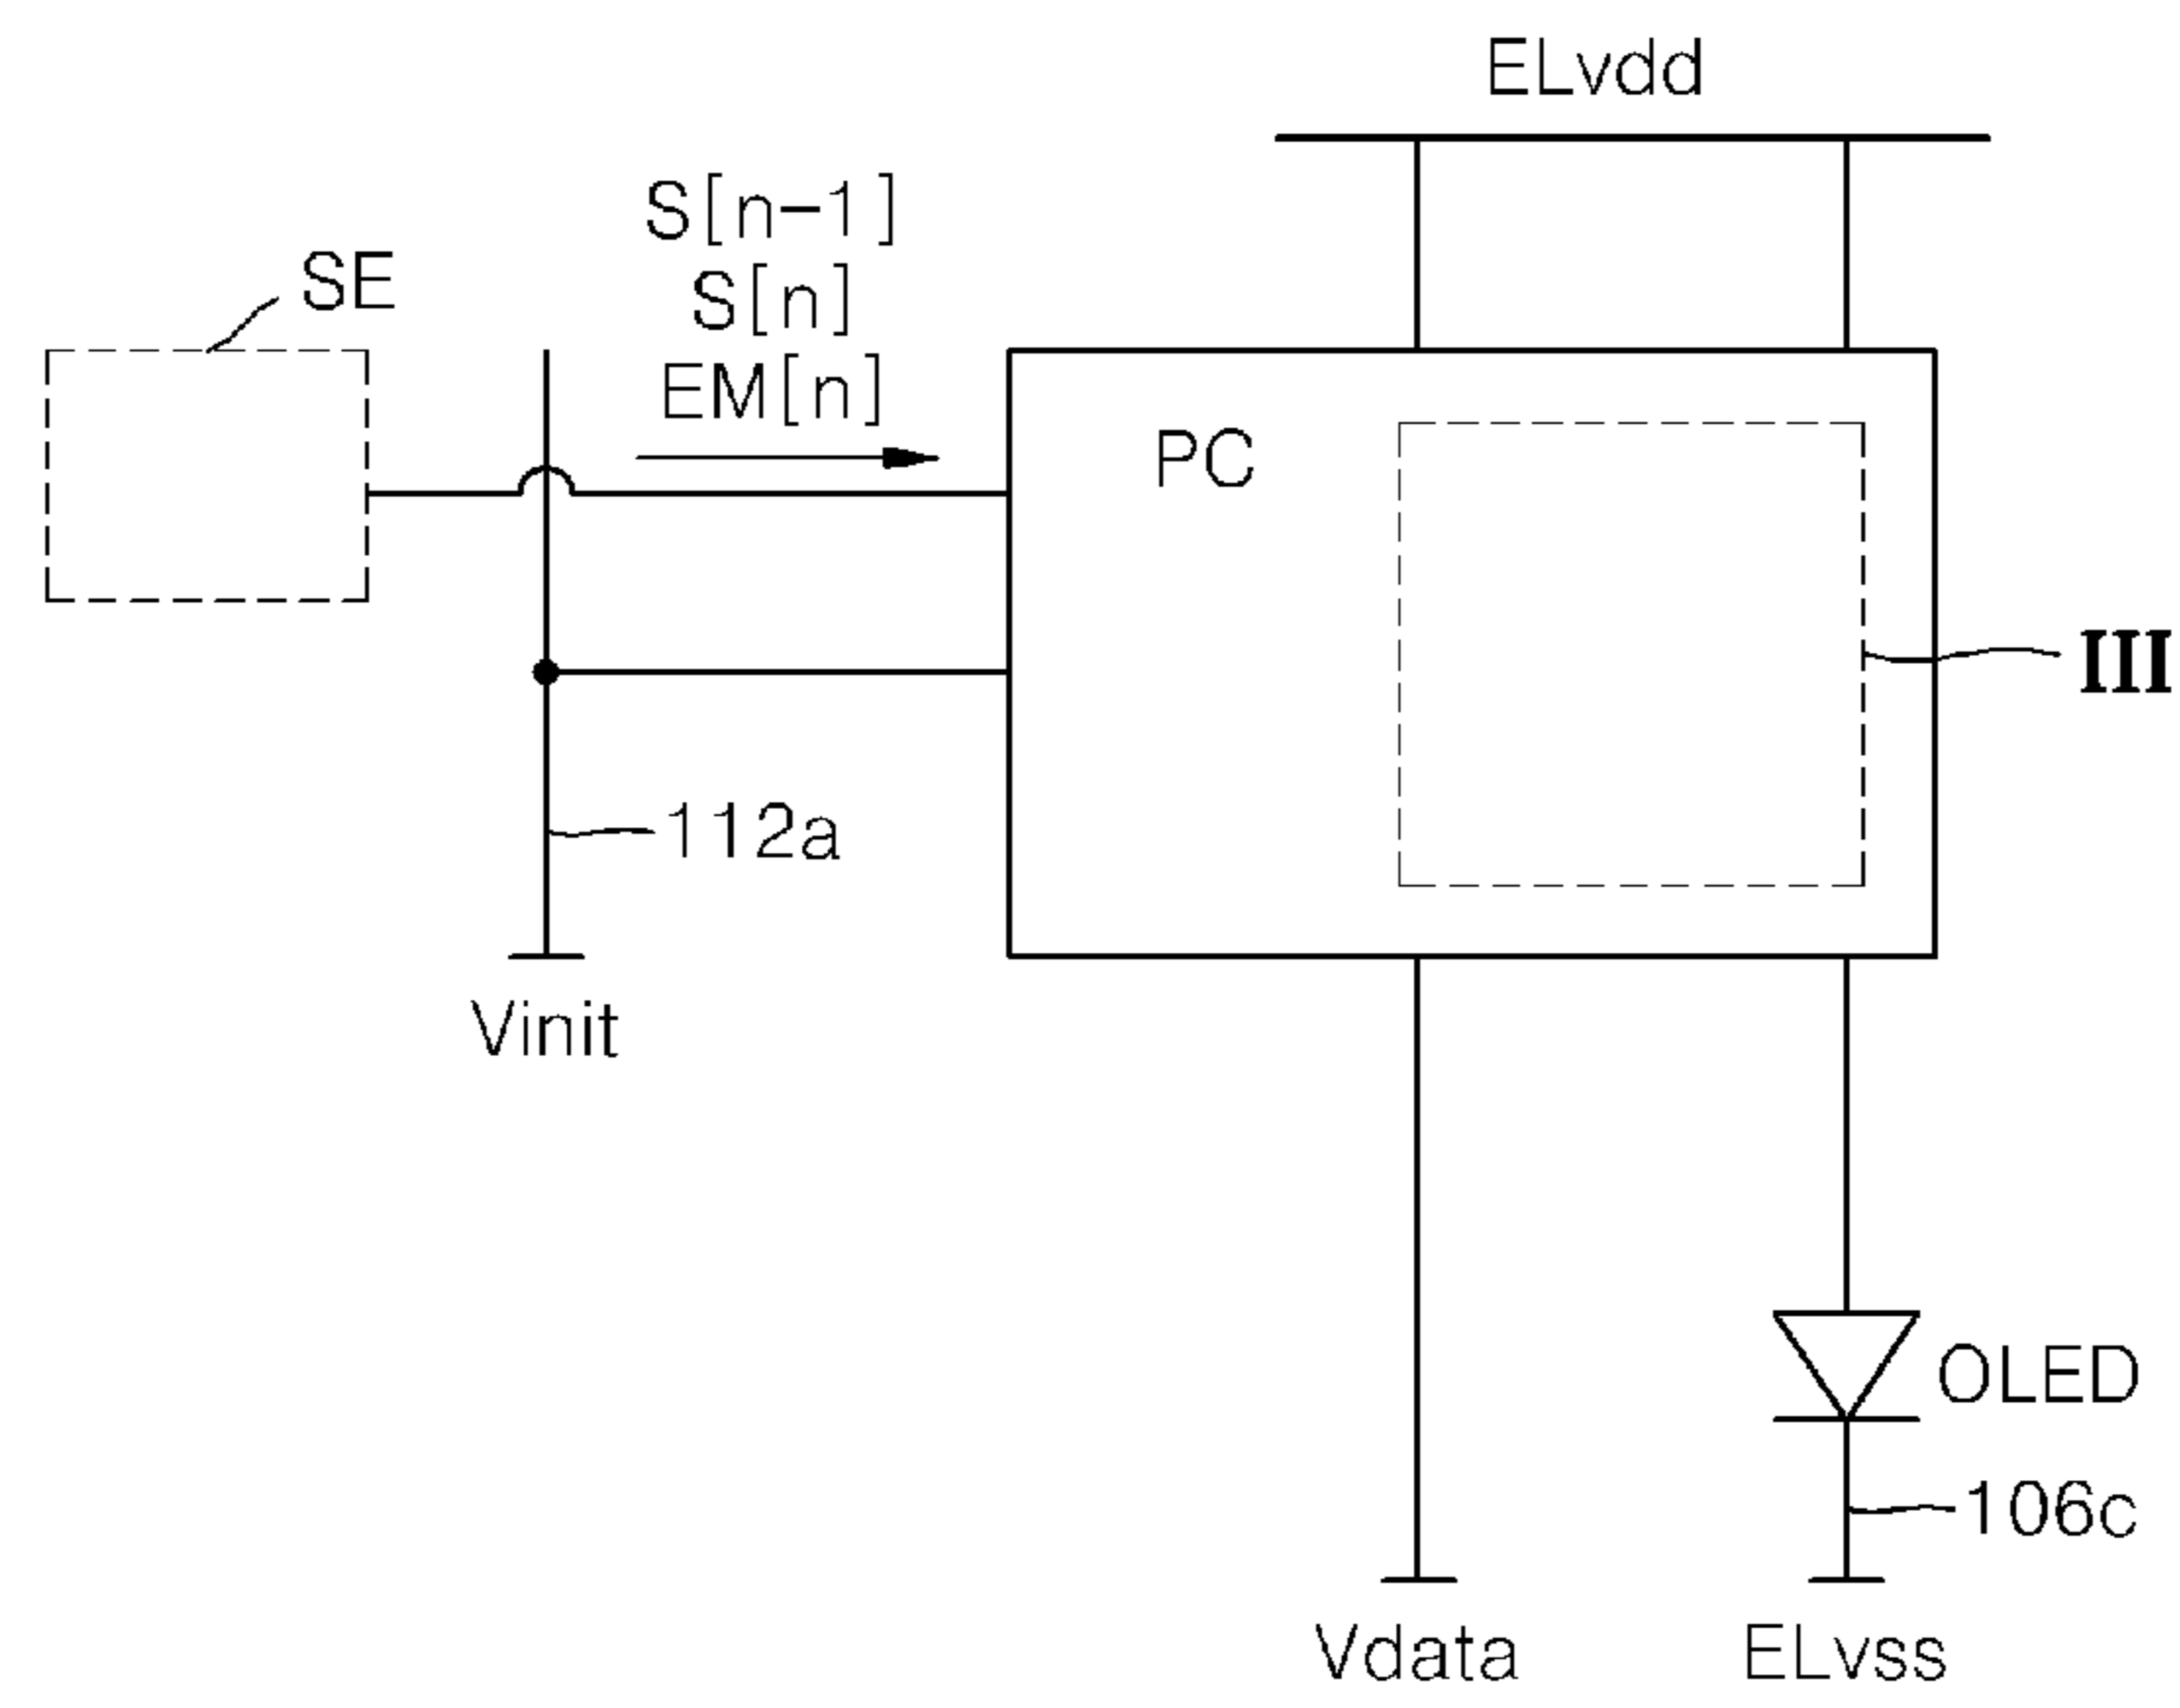 ELvdd
S[n-1]
S[n]
EM[n]
SE
PC
III
112a
Vinit
OLED
106c
Vdata
ELvss